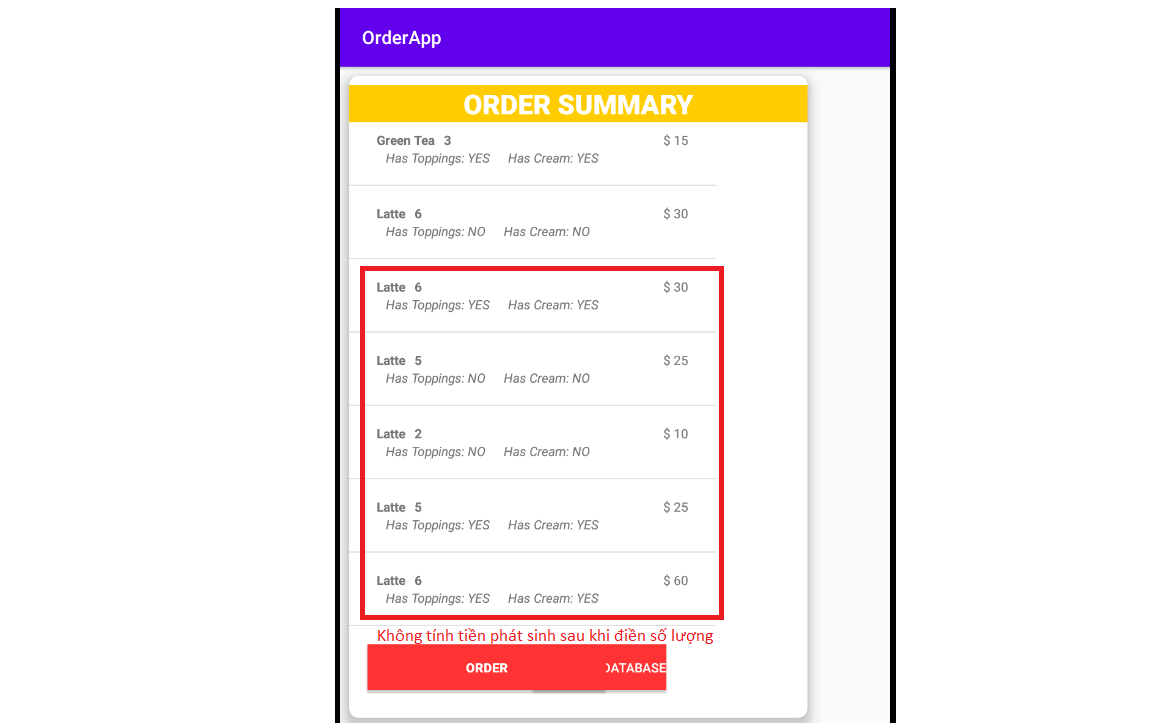 OrderApp
ORDER SUMMARY
Green Tea 3 $ 15
Has Toppings: YES Has Cream: YES
Latte 6 $ 30
Has Toppings: NO Has Cream: NO
Latte 6 $ 30
Has Toppings: YES Has Cream: YES
Latte 5 $ 25
Has Toppings: NO Has Cream: NO
Latte 2 $ 10
Has Toppings: NO Has Cream: NO
Latte 5 $ 25
Has Toppings: YES Has Cream: YES
Latte 6 $ 60
Has Toppings: YES Has Cream: YES
Không tính tiền phát sinh sau khi điền số lượng
ORDER DATABASE